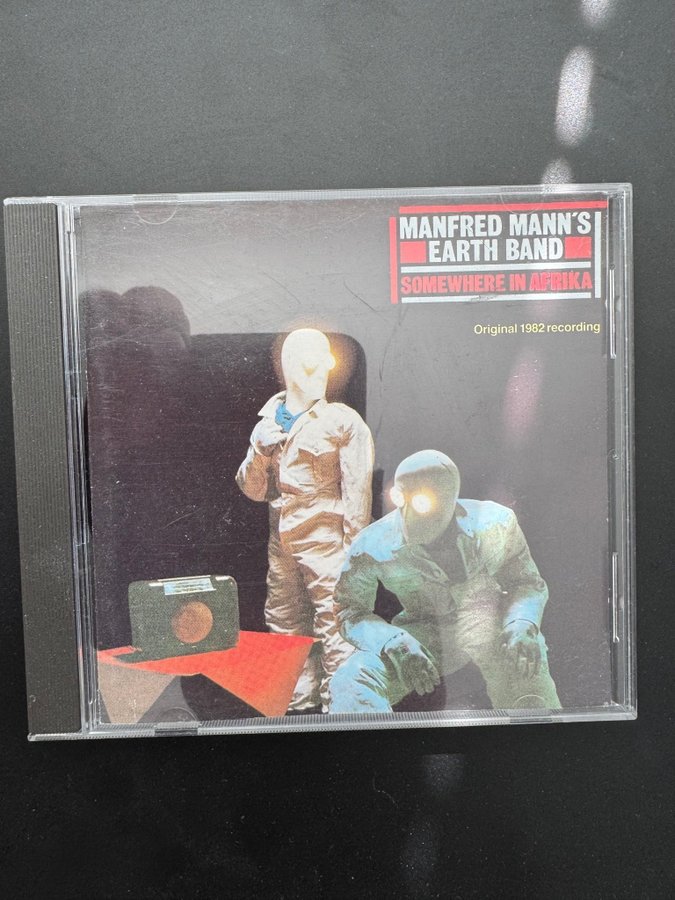 MANFRED MANN'S
EARTH BAND
SOMEWHERE IN AFRIKA
Original 1982 recording